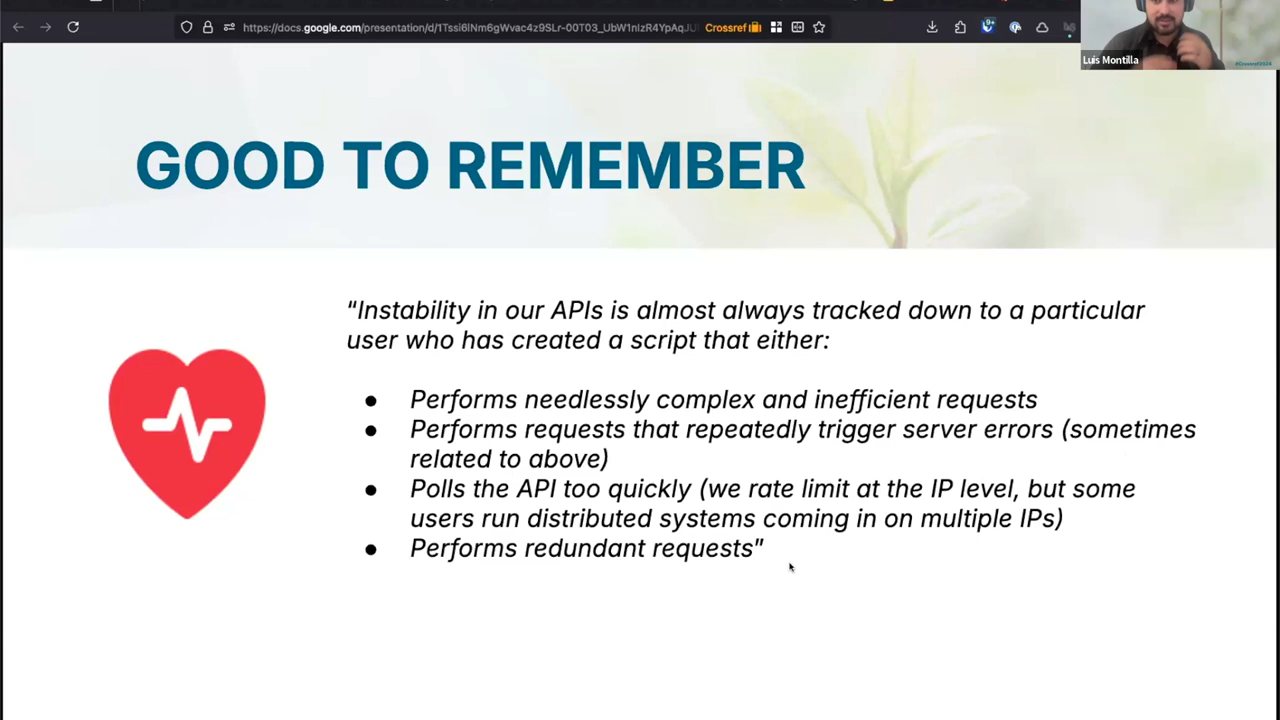 https://docs.google.com/presentation/d/1Tssi6lNm6gWvac4z9SLr-00T03_UbW1nIzR4YpAqJU
Crossref
9+
Luis Montilla
GOOD TO REMEMBER
"Instability in our APIs is almost always tracked down to a particular
user who has created a script that either:
● Performs needlessly complex and inefficient requests
● Performs requests that repeatedly trigger server errors (sometimes
related to above)
● Polls the API too quickly (we rate limit at the IP level, but some
users run distributed systems coming in on multiple IPs)
● Performs redundant requests"